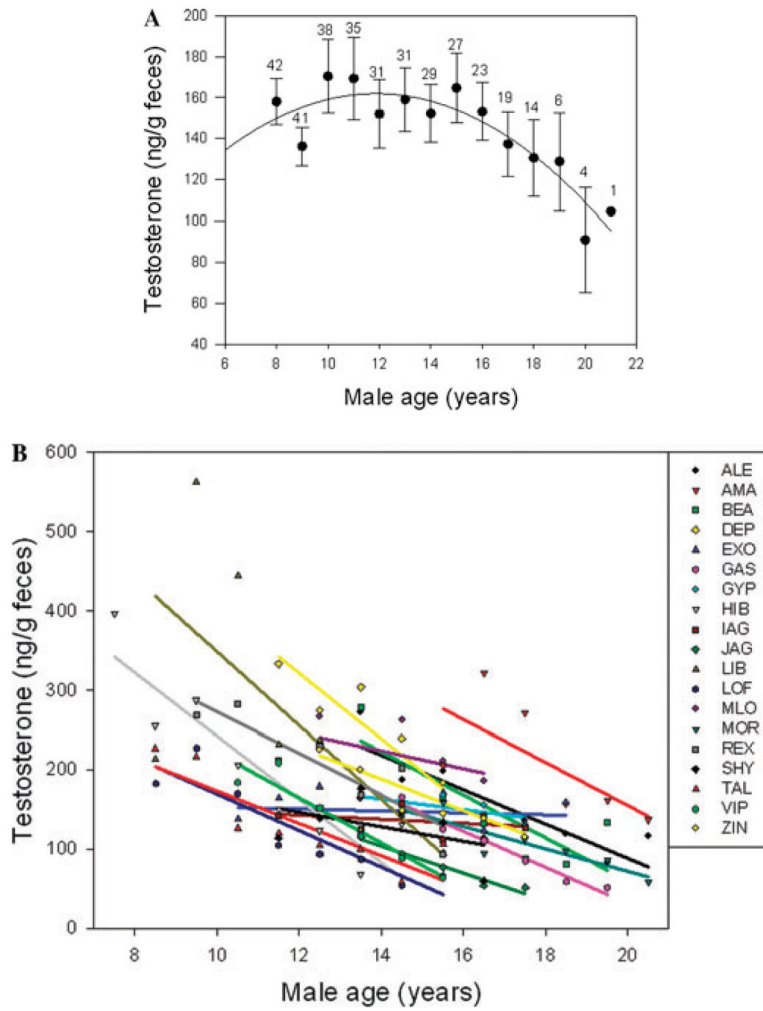 A
Testosterone (ng/g feces)
200
180
160
140
120
100
80
60
40
42
41
38
35
31
31
29
27
23
19
14
6
4
1
6
8
10
12
14
16
18
20
22
Male age (years)
B
Testosterone (ng/g feces)
600
500
400
300
200
100
0
8
10
12
14
16
18
20
Male age (years)
ALE
AMA
BEA
DEP
EXO
GAS
GYP
HIB
IAG
JAG
LIB
LOF
MLO
MOR
REX
SHY
TAL
VIP
ZIN